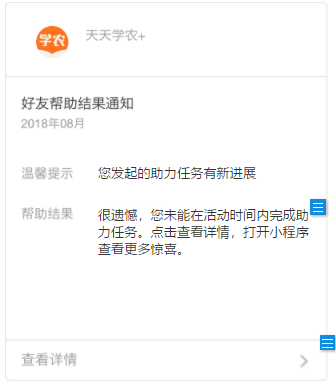 学农
天天学农+
好友帮助结果通知
2018年08月
温馨提示 您发起的助力任务有新进展
帮助结果 很遗憾，您未能在活动时间内完成助
力任务。点击查看详情，打开小程序
查看更多惊喜。
查看详情